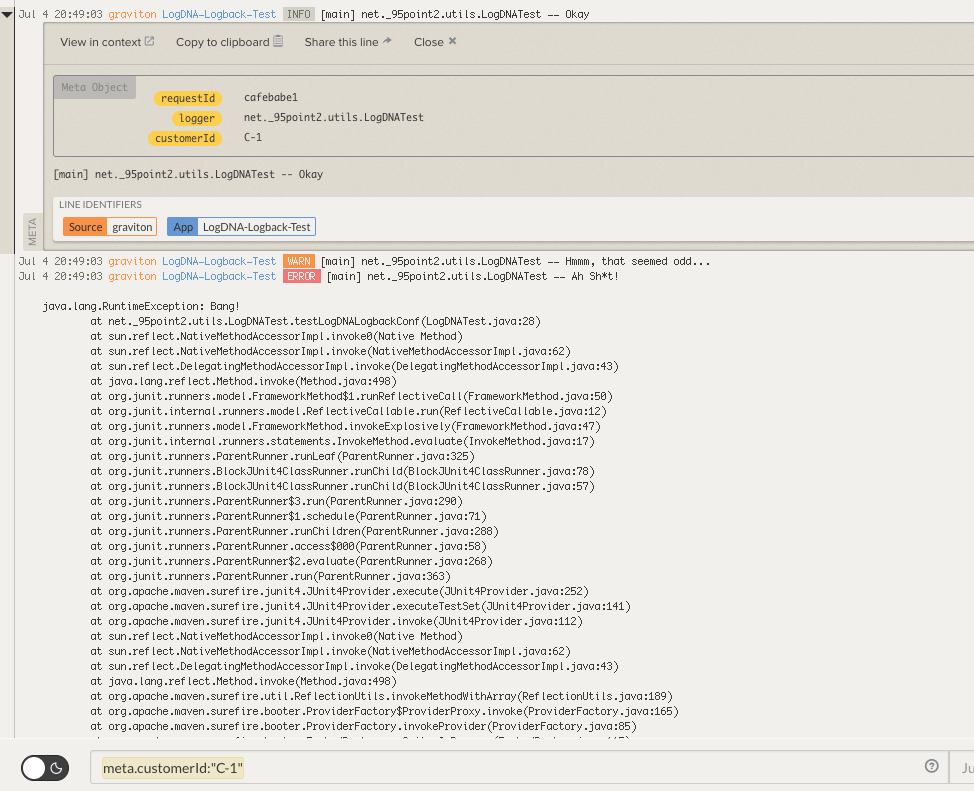 Jul 4 20:49:03 graviton LogDNA-Logback-Test INFO [main] net._95point2.utils.LogDNATest -- Okay
View in context Copy to clipboard Share this line Close ×
Meta Object
requestId cafebabe1
logger net._95point2.utils.LogDNATest
customerId C-1
[main] net._95point2.utils.LogDNATest -- Okay
LINE IDENTIFIERS
META
Source graviton App LogDNA-Logback-Test
Jul 4 20:49:03 graviton LogDNA-Logback-Test WARN [main] net._95point2.utils.LogDNATest -- Hmmm, that seemed odd...
Jul 4 20:49:03 graviton LogDNA-Logback-Test ERROR [main] net._95point2.utils.LogDNATest -- Ah Sh*t!
java.lang.RuntimeException: Bang!
at net._95point2.utils.LogDNATest.testLogDNALogbackConf(LogDNATest.java:28)
at sun.reflect.NativeMethodAccessorImpl.invoke0(Native Method)
at sun.reflect.NativeMethodAccessorImpl.invoke(NativeMethodAccessorImpl.java:62)
at sun.reflect.DelegatingMethodAccessorImpl.invoke(DelegatingMethodAccessorImpl.java:43)
at java.lang.reflect.Method.invoke(Method.java:498)
at org.junit.runners.model.FrameworkMethod$1.runReflectiveCall(FrameworkMethod.java:50)
at org.junit.internal.runners.model.ReflectiveCallable.run(ReflectiveCallable.java:12)
at org.junit.runners.model.FrameworkMethod.invokeExplosively(FrameworkMethod.java:47)
at org.junit.internal.runners.statements.InvokeMethod.evaluate(InvokeMethod.java:17)
at org.junit.runners.ParentRunner.runLeaf(ParentRunner.java:325)
at org.junit.runners.BlockJUnit4ClassRunner.runChild(BlockJUnit4ClassRunner.java:78)
at org.junit.runners.BlockJUnit4ClassRunner.runChild(BlockJUnit4ClassRunner.java:57)
at org.junit.runners.ParentRunner$3.run(ParentRunner.java:290)
at org.junit.runners.ParentRunner$1.schedule(ParentRunner.java:71)
at org.junit.runners.ParentRunner.runChildren(ParentRunner.java:288)
at org.junit.runners.ParentRunner.access$000(ParentRunner.java:58)
at org.junit.runners.ParentRunner$2.evaluate(ParentRunner.java:268)
at org.junit.runners.ParentRunner.run(ParentRunner.java:363)
at org.apache.maven.surefire.junit4.JUnit4Provider.execute(JUnit4Provider.java:252)
at org.apache.maven.surefire.junit4.JUnit4Provider.executeTestSet(JUnit4Provider.java:141)
at org.apache.maven.surefire.junit4.JUnit4Provider.invoke(JUnit4Provider.java:112)
at sun.reflect.NativeMethodAccessorImpl.invoke0(Native Method)
at sun.reflect.NativeMethodAccessorImpl.invoke(NativeMethodAccessorImpl.java:62)
at sun.reflect.DelegatingMethodAccessorImpl.invoke(DelegatingMethodAccessorImpl.java:43)
at java.lang.reflect.Method.invoke(Method.java:498)
at org.apache.maven.surefire.util.ReflectionUtils.invokeMethodWithArray(ReflectionUtils.java:189)
at org.apache.maven.surefire.booter.ProviderFactory$ProviderProxy.invoke(ProviderFactory.java:165)
at org.apache.maven.surefire.booter.ProviderFactory.invokeProvider(ProviderFactory.java:85)
meta.customerId:"C-1" ? Ju